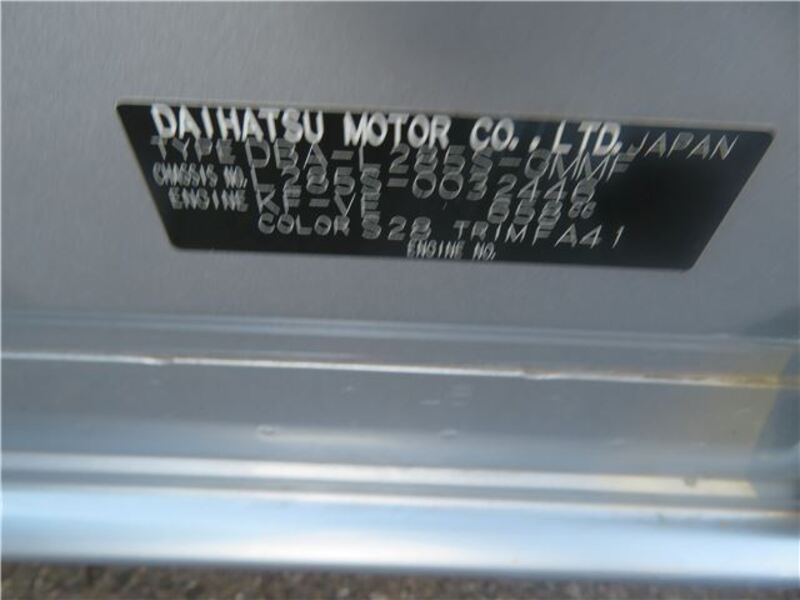 DAIHATSU MOTOR CO., LTD. JAPAN
TYPE DBA-L285S-GMMF
CHASSIS NO. L285S-0032448
ENGINE KF-VE 658cc
COLOR S28 TRIM FA41
ENGINE NO.